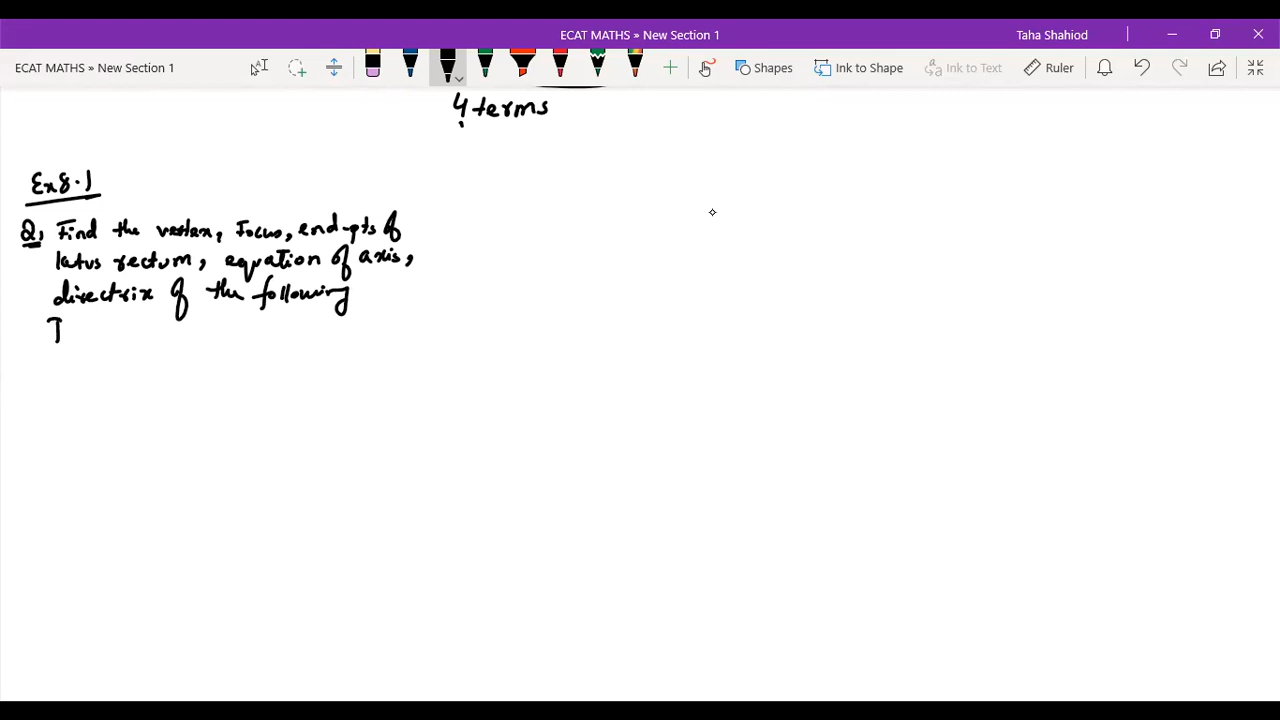 ECAT MATHS » New Section 1
Taha Shahiod
ECAT MATHS » New Section 1
Shapes
Ink to Shape
Ink to Text
Ruler
4 terms
Ex 8.1
Q1 Find the vertex, Focus, end-pts of
latus rectum, equation of axis,
directrix of the following